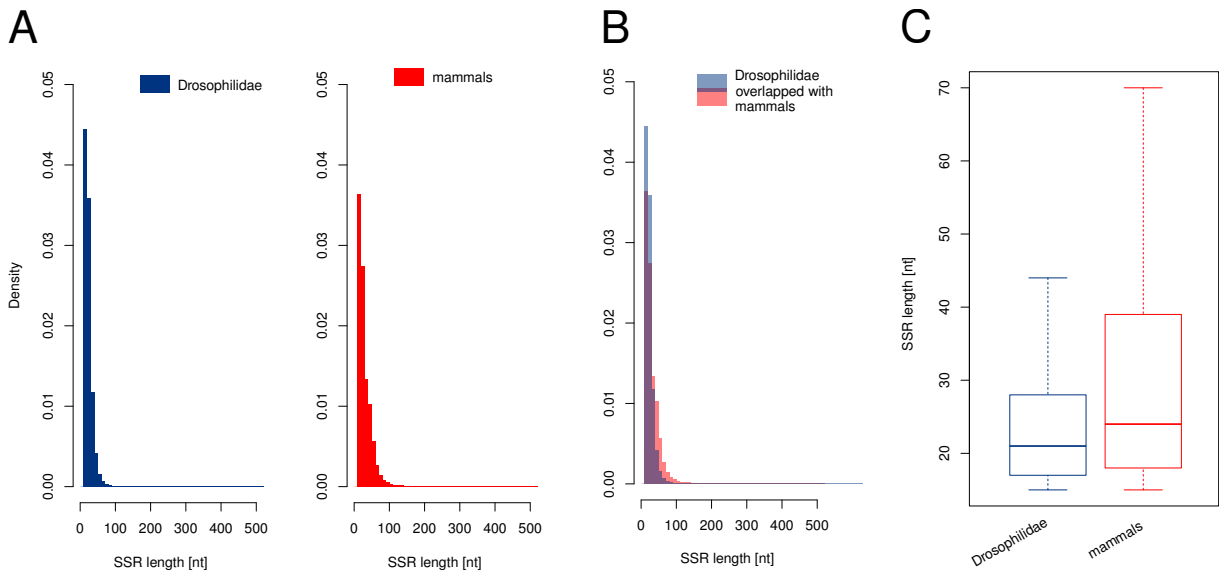 A
B
C
Drosophilidae
mammals
Drosophilidae
overlapped with
mammals
Density
0.00
0.01
0.02
0.03
0.04
0.05
0 100 200 300 400 500
SSR length [nt]
0.00
0.01
0.02
0.03
0.04
0.05
0 100 200 300 400 500
SSR length [nt]
0.00
0.01
0.02
0.03
0.04
0.05
0 100 200 300 400 500
SSR length [nt]
SSR length [nt]
20
30
40
50
60
70
Drosophilidae
mammals